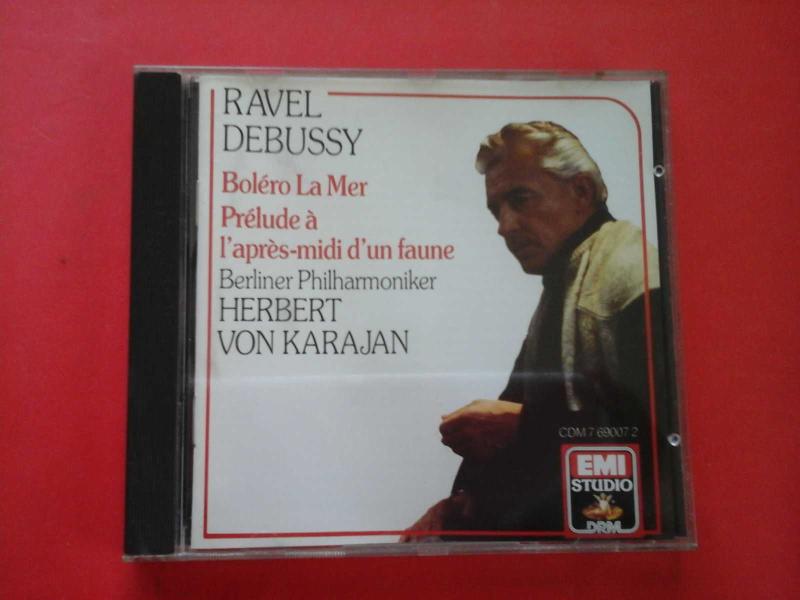 RAVEL
DEBUSSY
Boléro La Mer
Prélude à
l'après-midi d'un faune
Berliner Philharmoniker
HERBERT
VON KARAJAN
CDM 7 69007 2
EMI
STUDIO
DRM